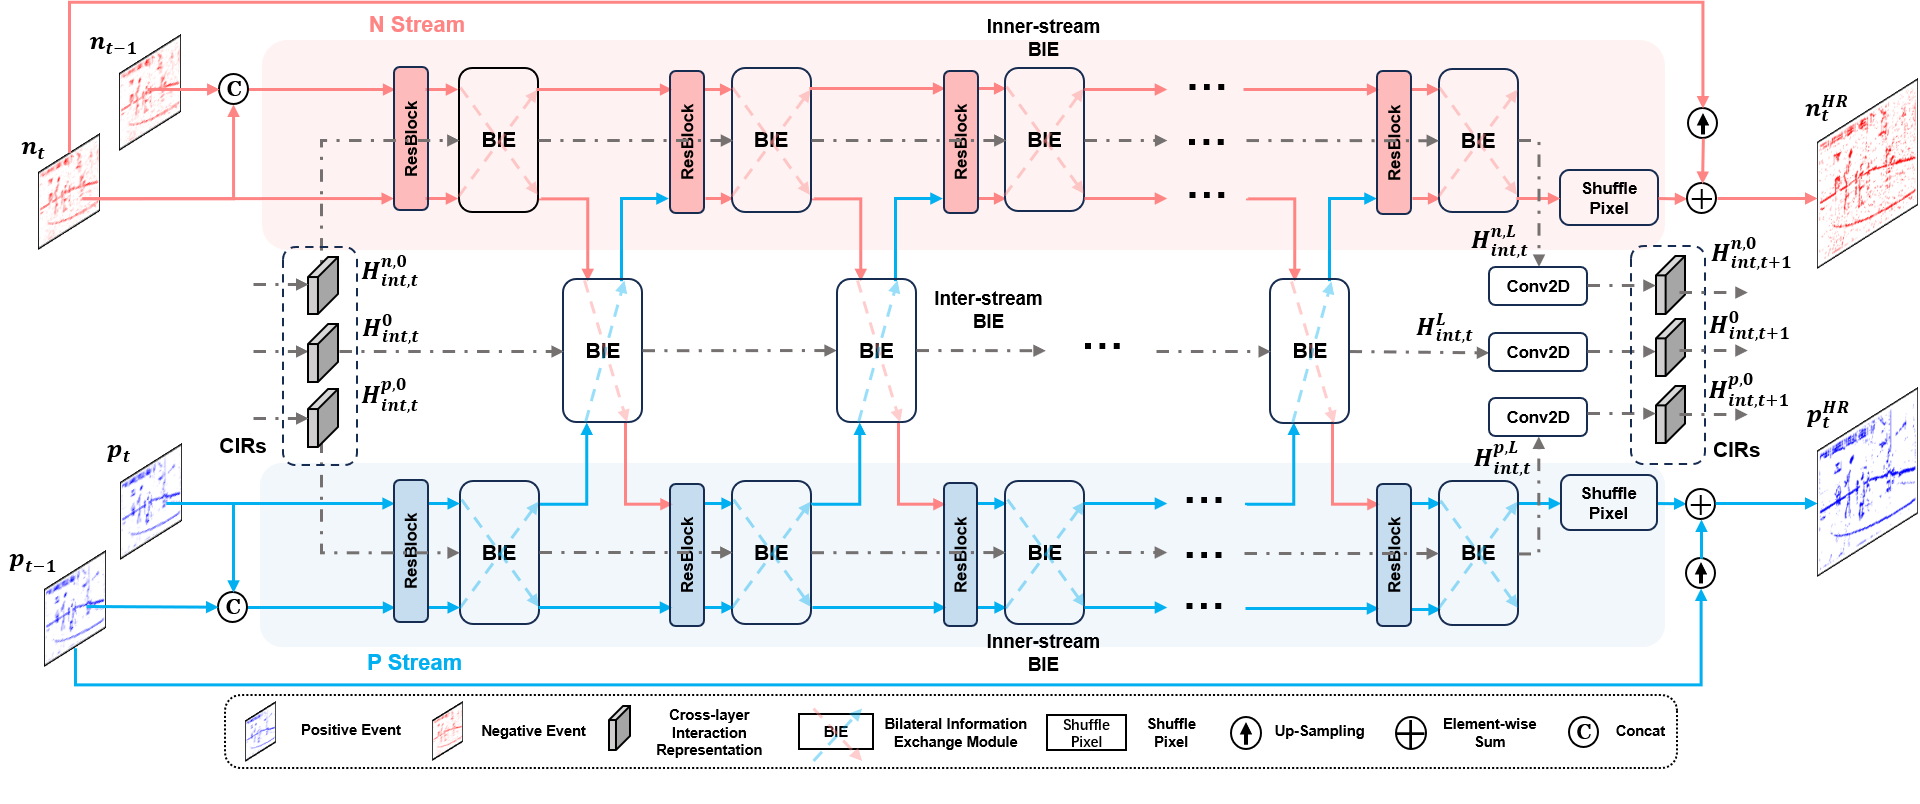 N Stream
Inner-stream
BIE
n_{t-1}
C
n_t
ResBlock
BIE
ResBlock
BIE
ResBlock
BIE
...
...
...
ResBlock
BIE
Shuffle
Pixel
n_t^{HR}
H_{int,t}^{n,0}
H_{int,t}^{0}
H_{int,t}^{p,0}
CIRs
BIE
BIE
Inter-stream
BIE
...
BIE
H_{int,t}^{n,L}
H_{int,t}^{L}
H_{int,t}^{p,L}
Conv2D
Conv2D
Conv2D
H_{int,t+1}^{n,0}
H_{int,t+1}^{0}
H_{int,t+1}^{p,0}
CIRs
p_t
p_{t-1}
C
ResBlock
BIE
ResBlock
BIE
ResBlock
BIE
...
...
...
ResBlock
BIE
Shuffle
Pixel
p_t^{HR}
Inner-stream
BIE
P Stream
Positive Event
Negative Event
Cross-layer
Interaction
Representation
BIE
Bilateral Information
Exchange Module
Shuffle
Pixel
Shuffle
Pixel
Up-Sampling
Element-wise
Sum
C
Concat